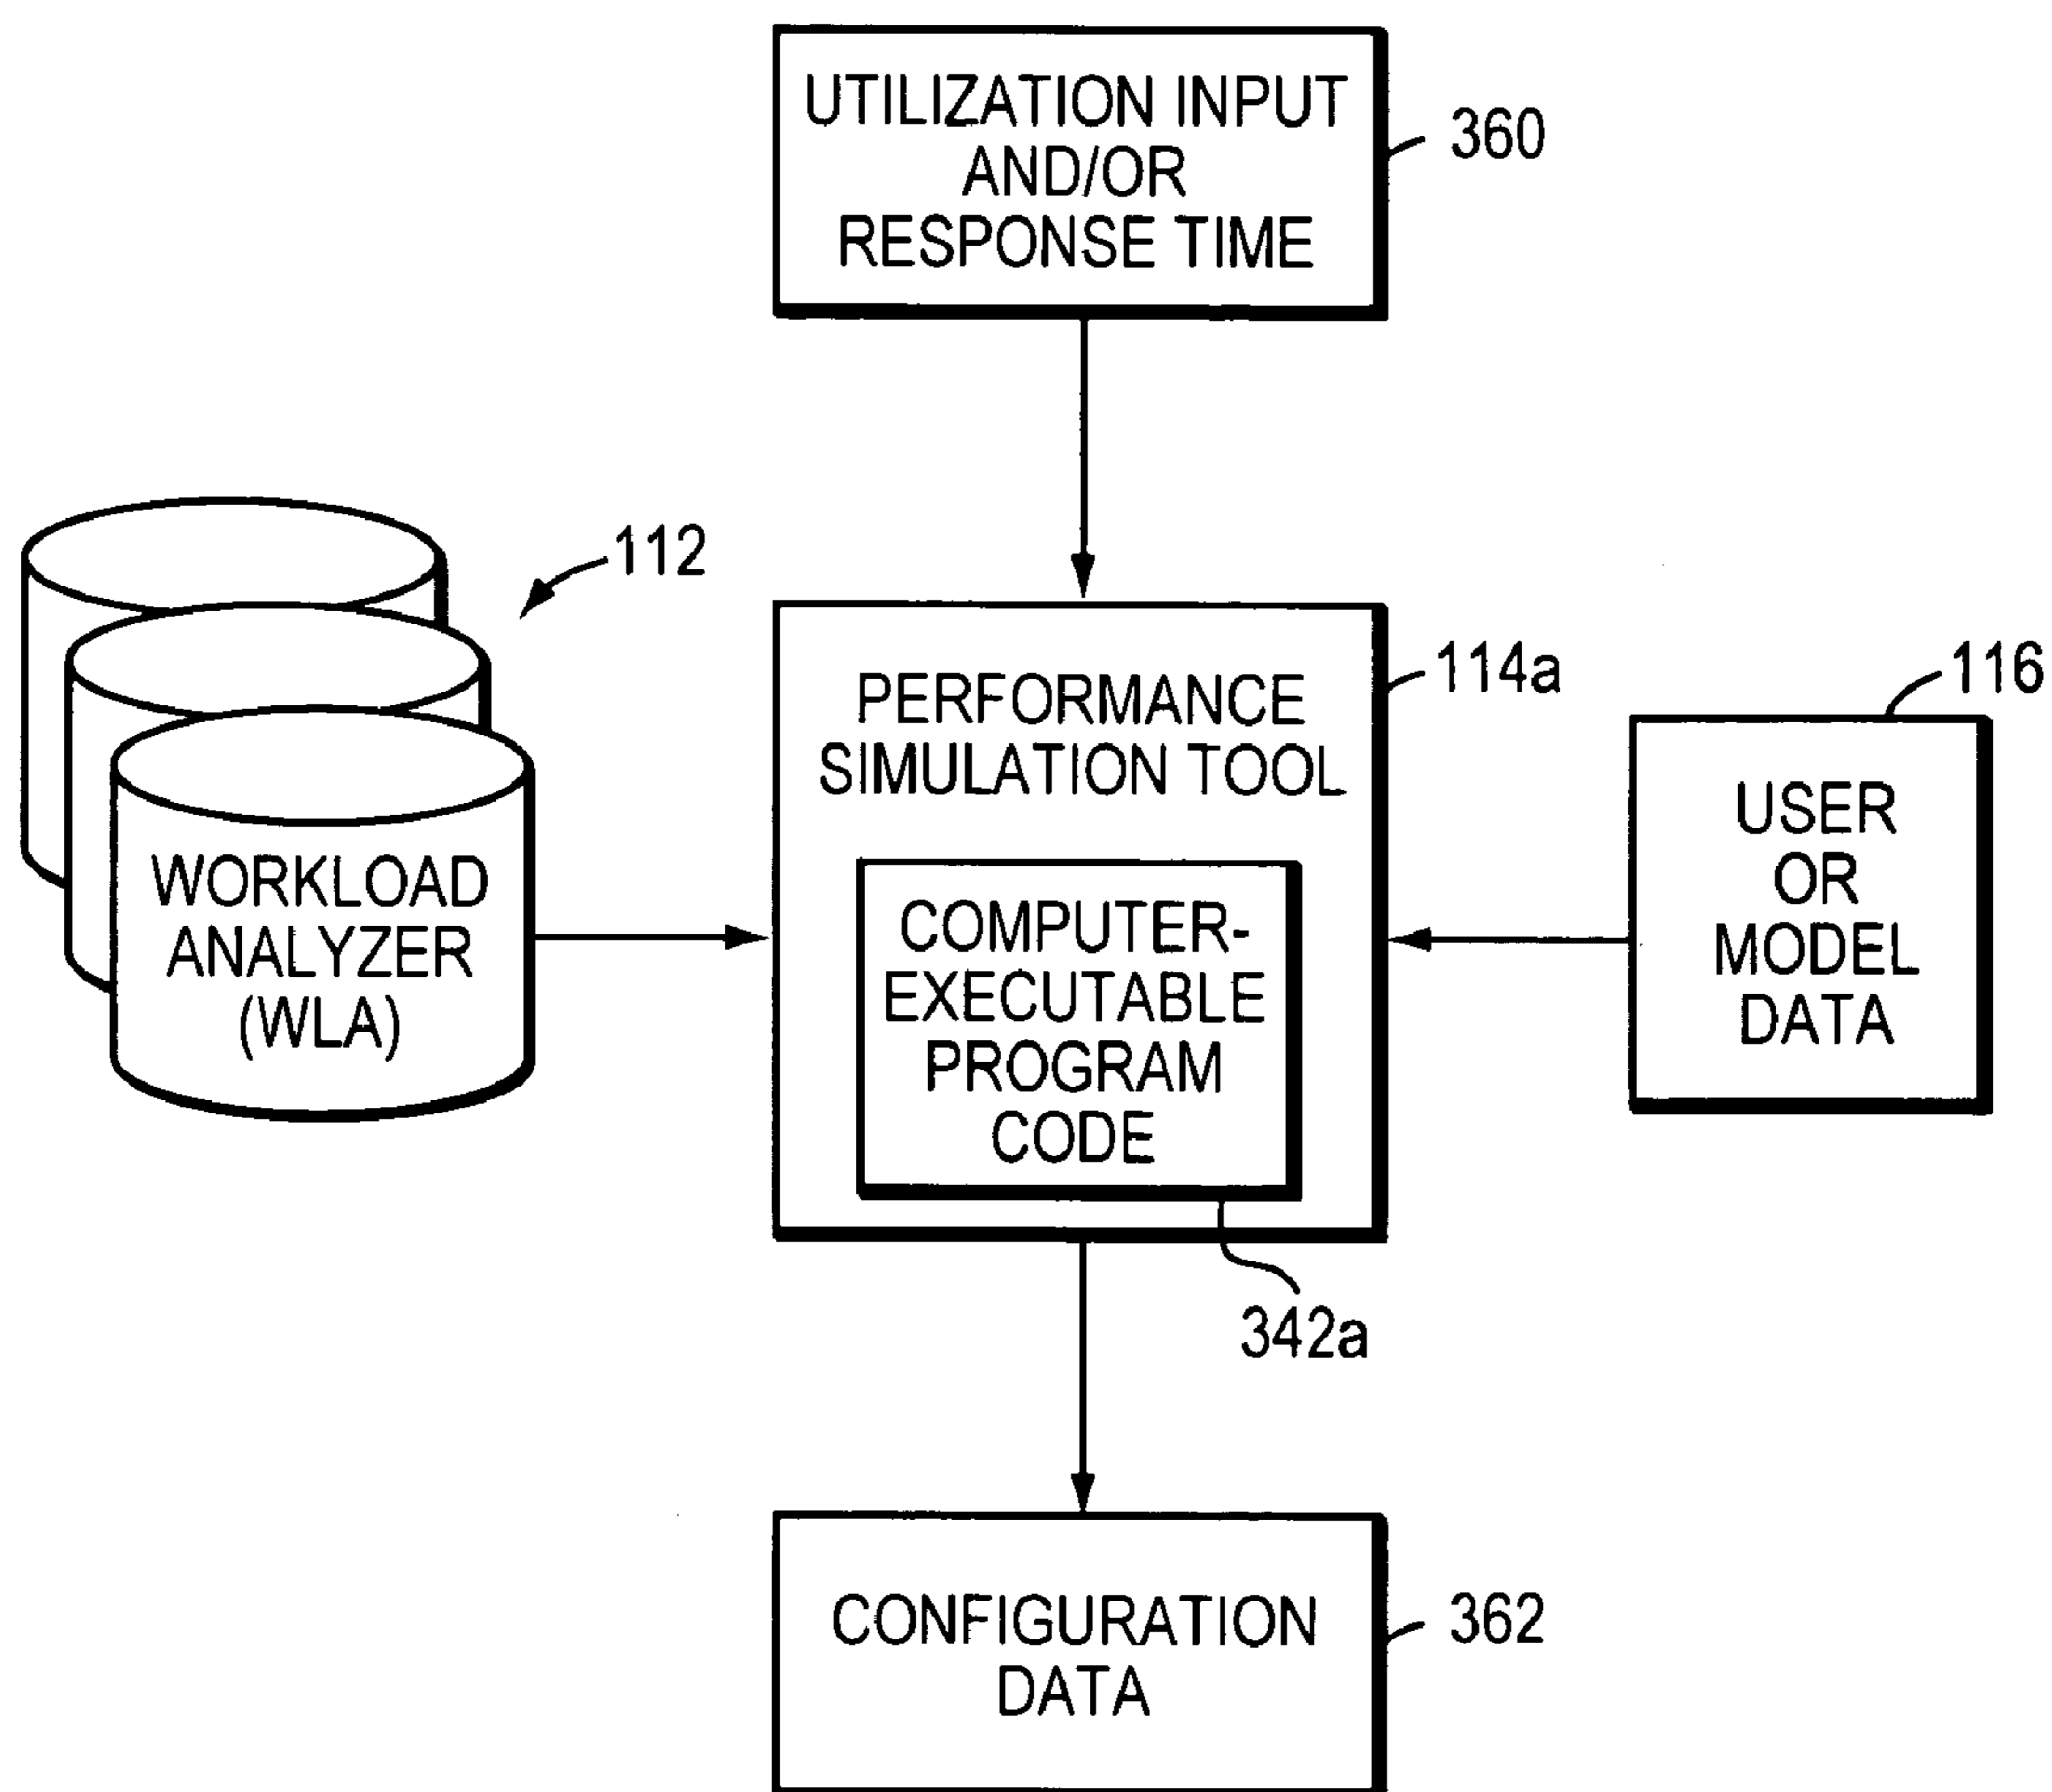 UTILIZATION INPUT
AND/OR
RESPONSE TIME
360
112
WORKLOAD
ANALYZER
(WLA)
PERFORMANCE
SIMULATION TOOL
114a
COMPUTER-
EXECUTABLE
PROGRAM
CODE
342a
116
USER
OR
MODEL
DATA
CONFIGURATION
DATA
362